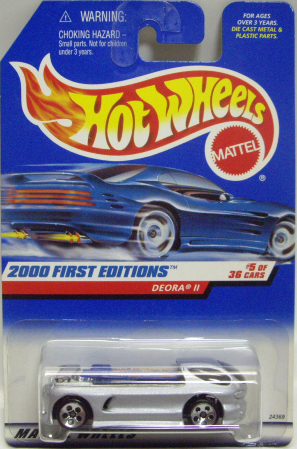 ⚠ WARNING:
CHOKING HAZARD –
Small parts. Not for children
under 3 years.
FOR AGES
OVER 3 YEARS.
DIE CAST METAL &
PLASTIC PARTS.
Hot Wheels
MATTEL
®
2000 FIRST EDITIONS™
#5 OF
36 CARS
DEORA® II
24369